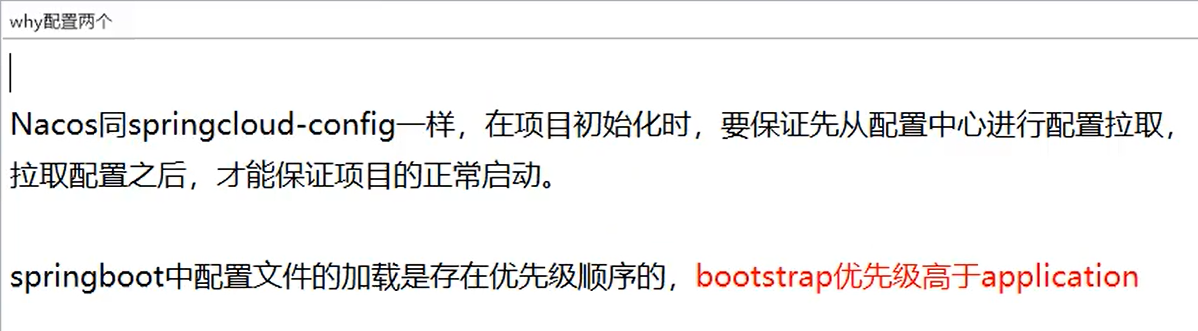 why配置两个
Nacos同springcloud-config一样，在项目初始化时，要保证先从配置中心进行配置拉取，
拉取配置之后，才能保证项目的正常启动。
springboot中配置文件的加载是存在优先级顺序的，bootstrap优先级高于application